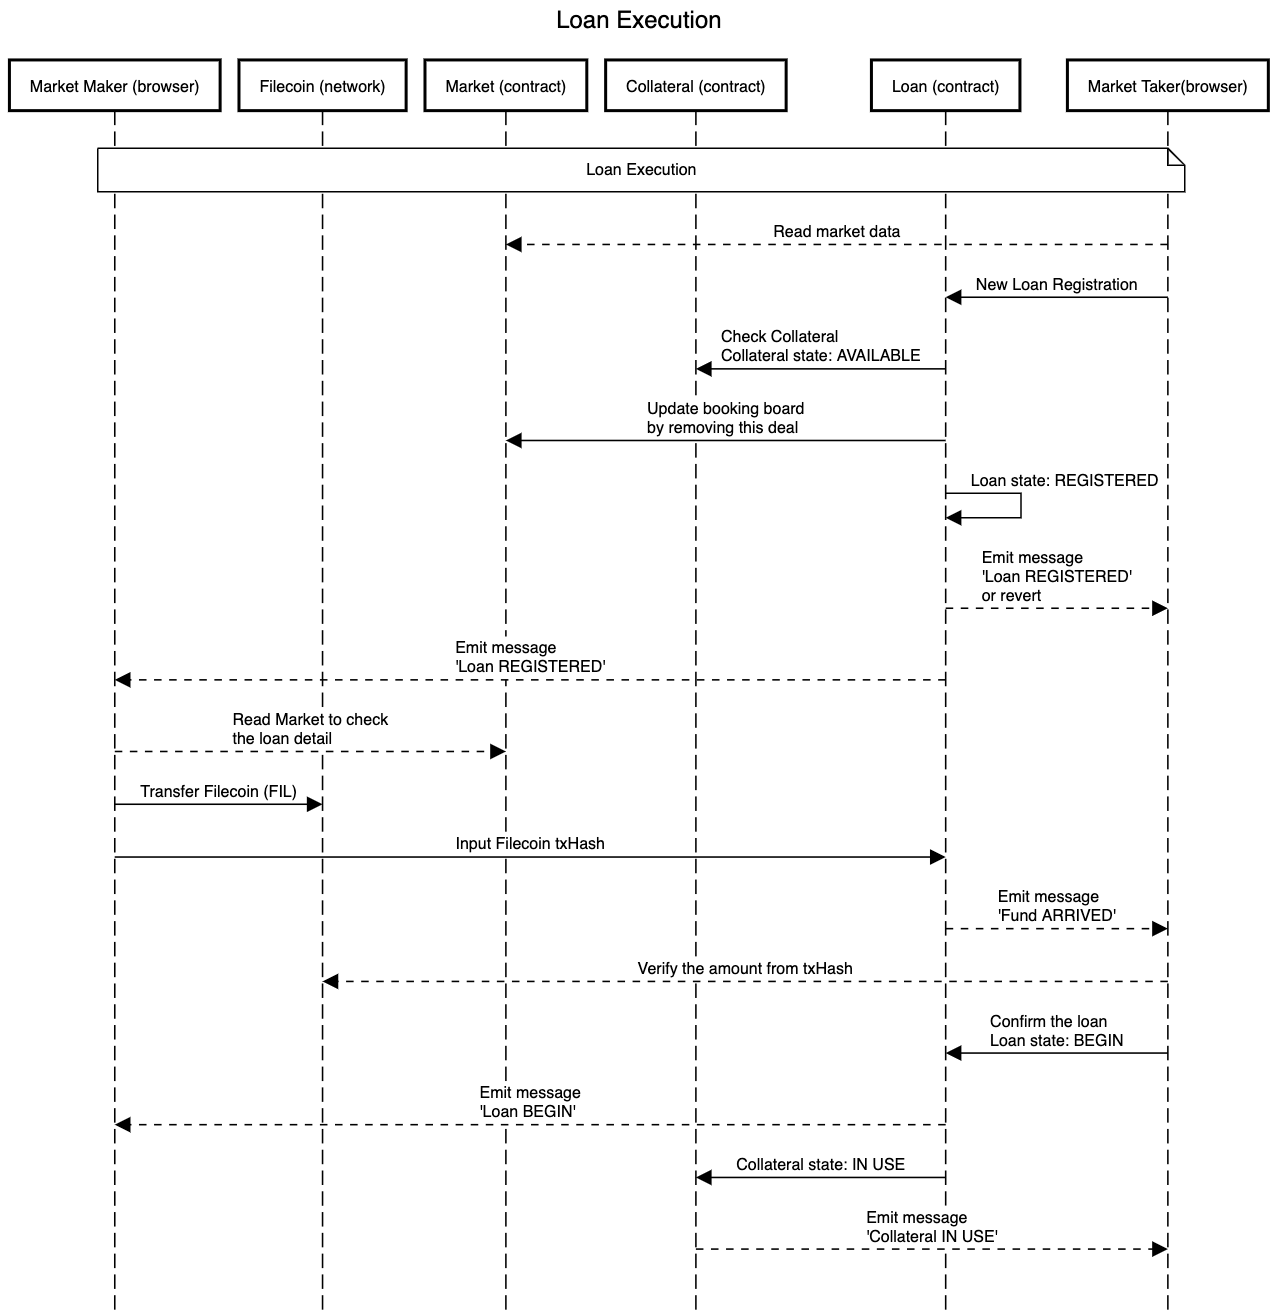 Loan Execution
Market Maker (browser)
Filecoin (network)
Market (contract)
Collateral (contract)
Loan (contract)
Market Taker(browser)
Loan Execution
Read market data
New Loan Registration
Check Collateral
Collateral state: AVAILABLE
Update booking board
by removing this deal
Loan state: REGISTERED
Emit message
'Loan REGISTERED'
or revert
Emit message
'Loan REGISTERED'
Read Market to check
the loan detail
Transfer Filecoin (FIL)
Input Filecoin txHash
Emit message
'Fund ARRIVED'
Verify the amount from txHash
Confirm the loan
Loan state: BEGIN
Emit message
'Loan BEGIN'
Collateral state: IN USE
Emit message
'Collateral IN USE'